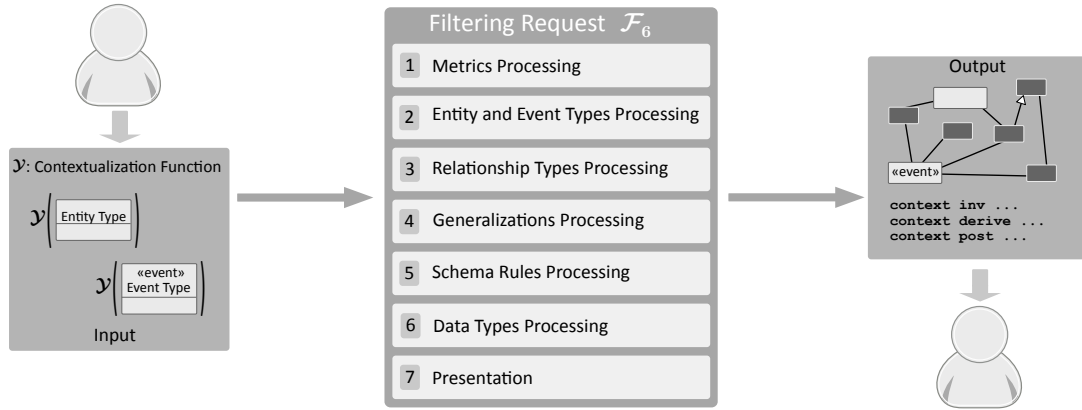 𝒴: Contextualization Function
𝒴( Entity Type )
𝒴( «event»
Event Type )
Input
Filtering Request ℱ₆
1 Metrics Processing
2 Entity and Event Types Processing
3 Relationship Types Processing
4 Generalizations Processing
5 Schema Rules Processing
6 Data Types Processing
7 Presentation
Output
«event»
context inv ...
context derive ...
context post ...